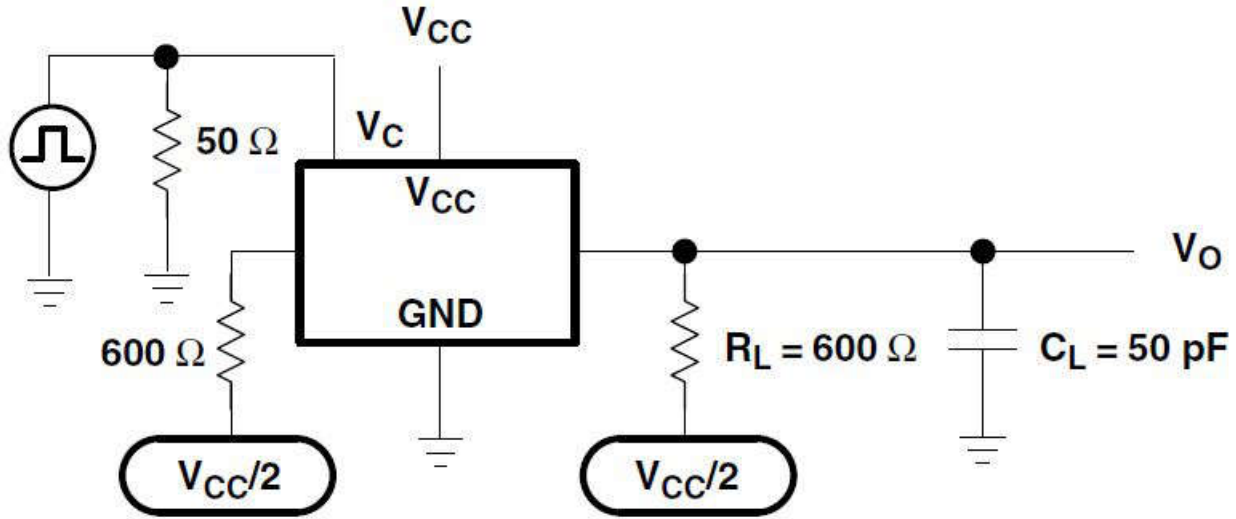 VCC
VC
50 Ω
VCC
VO
GND
600 Ω
RL = 600 Ω
CL = 50 pF
VCC/2
VCC/2